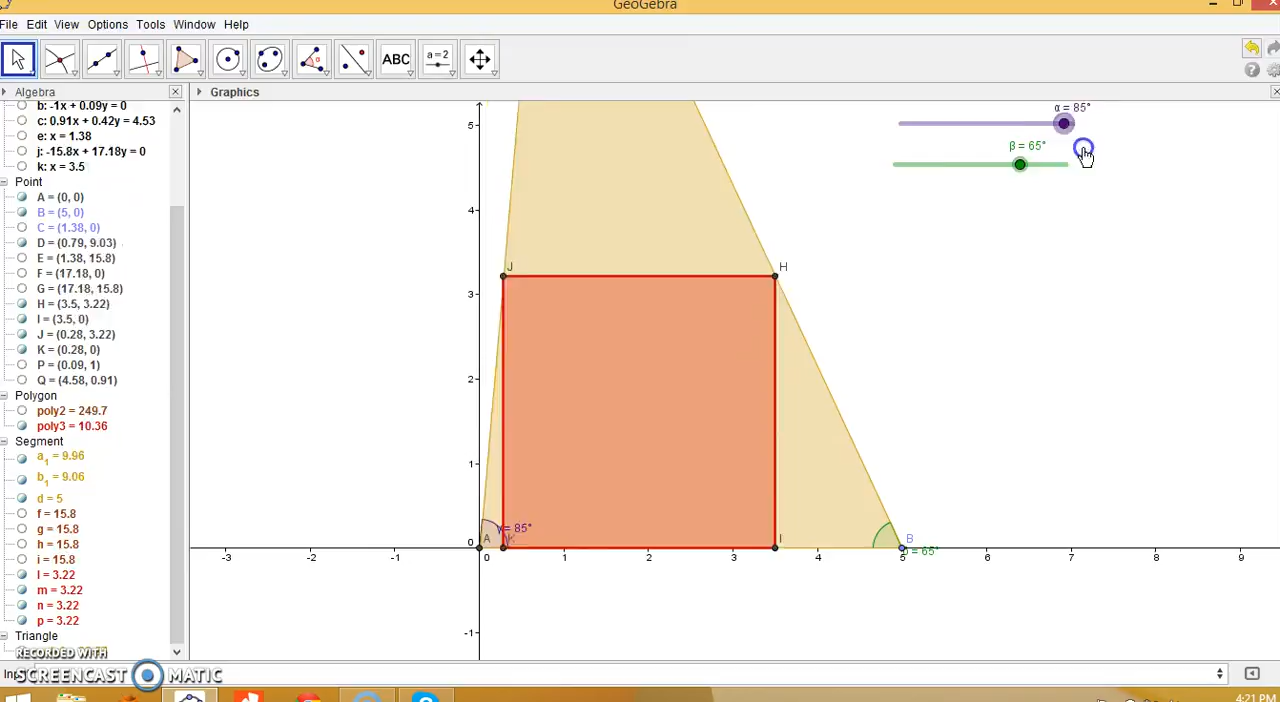 GeoGebra
File Edit View Options Tools Window Help
ABC
a=2
Algebra
Graphics
b: -1x + 0.09y = 0
c: 0.91x + 0.42y = 4.53
e: x = 1.38
j: -15.8x + 17.18y = 0
k: x = 3.5
Point
A = (0, 0)
B = (5, 0)
C = (1.38, 0)
D = (0.79, 9.03)
E = (1.38, 15.8)
F = (17.18, 0)
G = (17.18, 15.8)
H = (3.5, 3.22)
I = (3.5, 0)
J = (0.28, 3.22)
K = (0.28, 0)
P = (0.09, 1)
Q = (4.58, 0.91)
Polygon
poly2 = 249.7
poly3 = 10.36
Segment
a1 = 9.96
b1 = 9.06
d = 5
f = 15.8
g = 15.8
h = 15.8
i = 15.8
l = 3.22
m = 3.22
n = 3.22
p = 3.22
Triangle
RECORDED WITH
SCREENCAST MATIC
α = 85°
β = 65°
5
4
3
2
1
0
-1
J
H
γ = 85°
A
K
I
B
= 65°
-3 -2 -1 0 1 2 3 4 5 6 7 8 9
4:21 PM